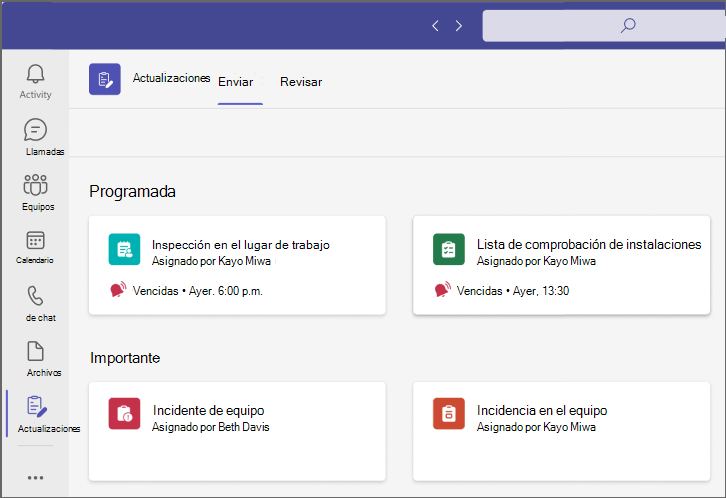 Actualizaciones
Enviar
Revisar
Activity
Llamadas
Equipos
Calendario
de chat
Archivos
Actualizaciones
Programada
Inspección en el lugar de trabajo
Asignado por Kayo Miwa
Vencidas • Ayer. 6:00 p.m.
Lista de comprobación de instalaciones
Asignado por Kayo Miwa
Vencidas • Ayer, 13:30
Importante
Incidente de equipo
Asignado por Beth Davis
Incidencia en el equipo
Asignado por Kayo Miwa